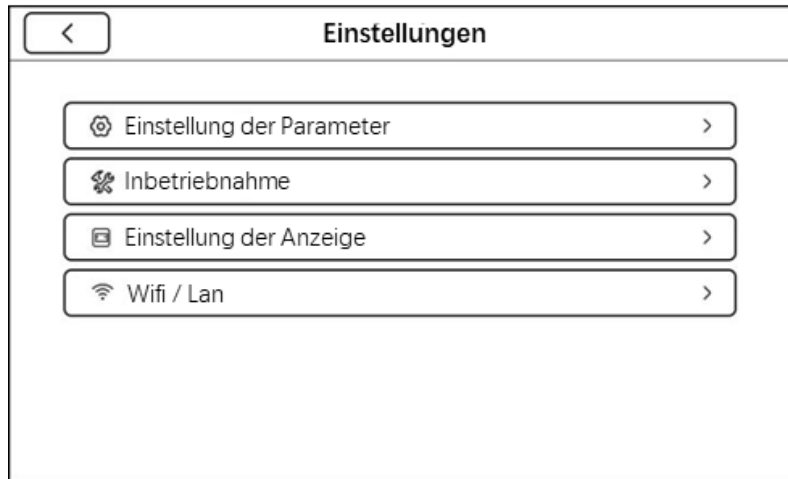 Einstellungen
Einstellung der Parameter
Inbetriebnahme
Einstellung der Anzeige
Wifi / Lan